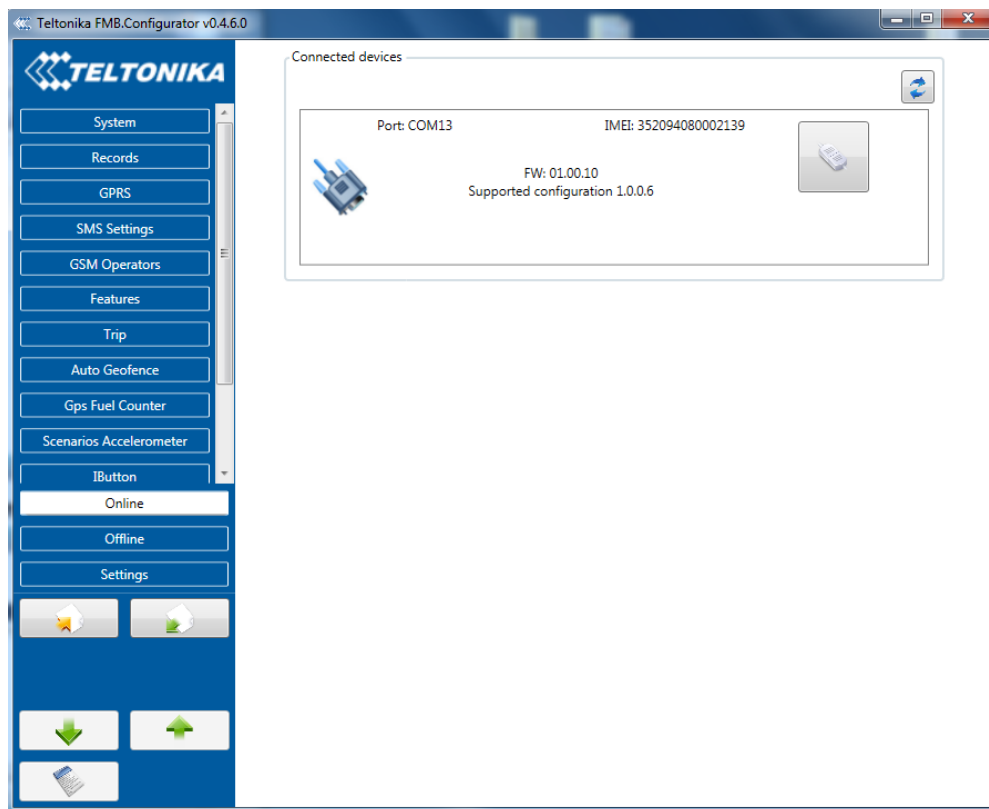 Teltonika FMB.Configurator v0.4.6.0
TELTONIKA
System
Records
GPRS
SMS Settings
GSM Operators
Features
Trip
Auto Geofence
Gps Fuel Counter
Scenarios Accelerometer
IButton
Online
Offline
Settings
Connected devices
Port: COM13 IMEI: 352094080002139
FW: 01.00.10
Supported configuration 1.0.0.6